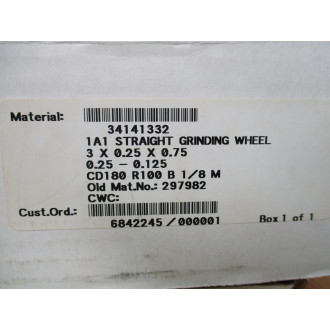 Material:
34141332
1A1 STRAIGHT GRINDING WHEEL
3 X 0.25 X 0.75
0.25 - 0.125
CD180 R100 B 1/8 M
Old Mat.No.: 297982
CWC:
Cust.Ord.:
6842245/000001
Box 1 of 1